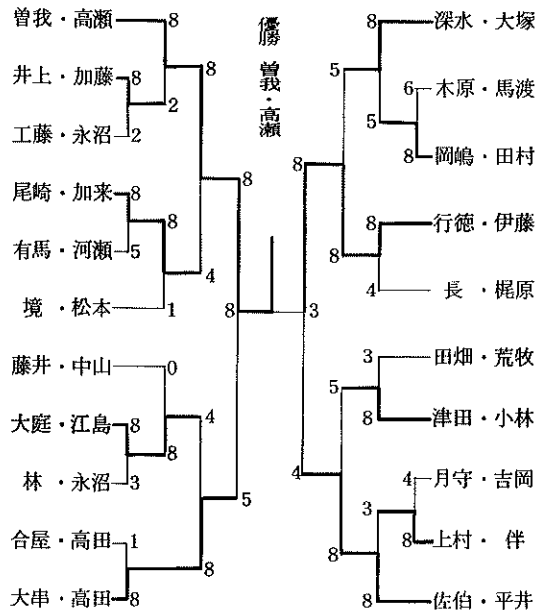 優勝 曽我・高瀬
曽我・高瀬 8
8
井上・加藤 8
2
工藤・永沼 2
8
尾崎・加来 8
8
有馬・河瀬 5
4
境・松本 1
8
藤井・中山 0
4
大庭・江島 8
8
林・永沼 3
5
合屋・高田 1
8
大串・高田 8
8 深水・大塚
5
6 木原・馬渡
5
8 岡嶋・田村
8
8 行徳・伊藤
8
4 長・梶原
3
3 田畑・荒牧
5
8 津田・小林
4
4 月守・吉岡
3
8 上村・伴
8
8 佐伯・平井